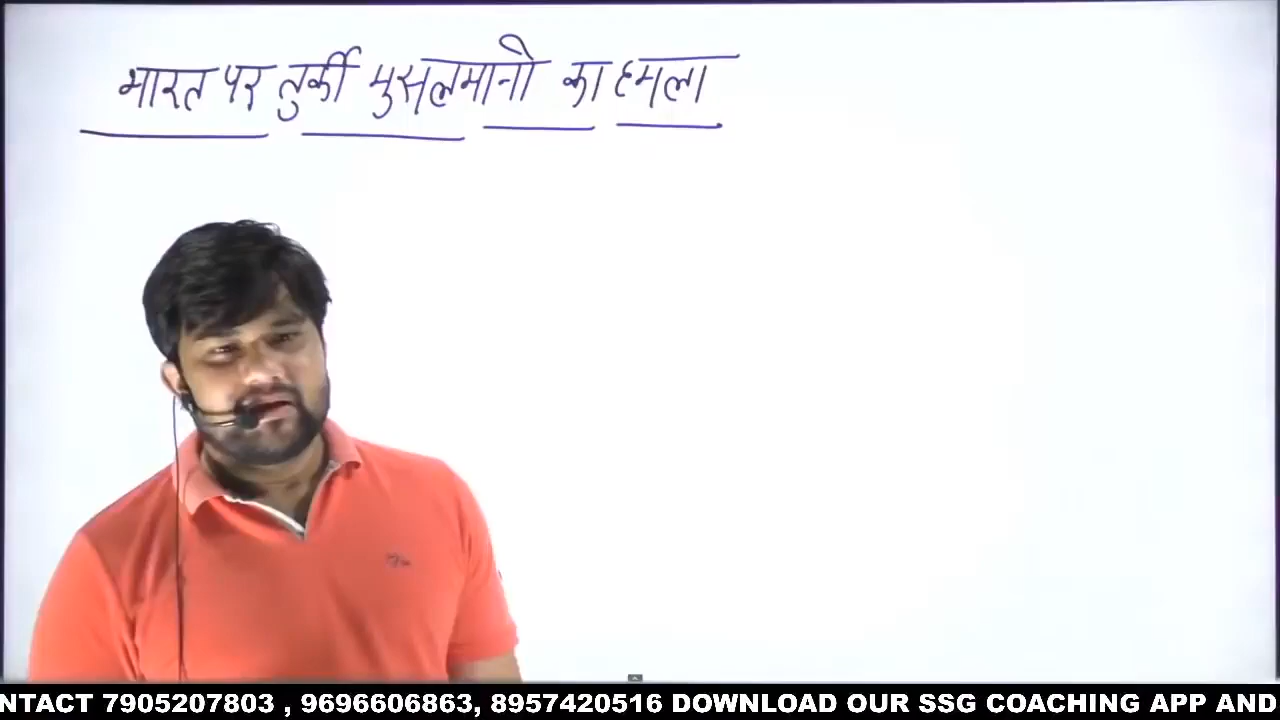 भारत पर तुर्की मुसलमानो का हमला
NTACT 7905207803 , 9696606863, 8957420516 DOWNLOAD OUR SSG COACHING APP AND